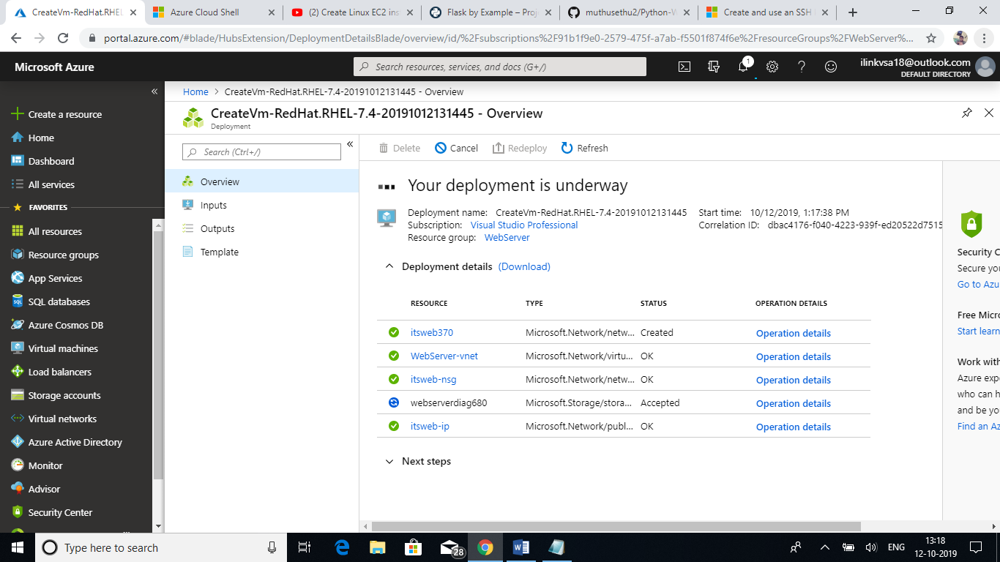 CreateVm-RedHat.RHEL
Azure Cloud Shell
(2) Create Linux EC2 ins
Flask by Example – Proj
muthusethu2/Python-W
Create and use an SSH
portal.azure.com/#blade/HubsExtension/DeploymentDetailsBlade/overview/id/%2Fsubscriptions%2F91b1f9e0-2579-475f-a7ab-f5501f874f6e%2FresourceGroups%2FWebServer%...
Microsoft Azure
Search resources, services, and docs (G+/)
1
ilinkvsa18@outlook.com
DEFAULT DIRECTORY
Create a resource
Home
Dashboard
All services
FAVORITES
All resources
Resource groups
App Services
SQL databases
Azure Cosmos DB
Virtual machines
Load balancers
Storage accounts
Virtual networks
Azure Active Directory
Monitor
Advisor
Security Center
Home > CreateVm-RedHat.RHEL-7.4-20191012131445 - Overview
CreateVm-RedHat.RHEL-7.4-20191012131445 - Overview
Deployment
Search (Ctrl+/)
Overview
Inputs
Outputs
Template
Delete Cancel Redeploy Refresh
Your deployment is underway
Deployment name: CreateVm-RedHat.RHEL-7.4-20191012131445
Subscription: Visual Studio Professional
Resource group: WebServer
Start time: 10/12/2019, 1:17:38 PM
Correlation ID: dbac4176-f040-4223-939f-ed20522d7515
Deployment details (Download)
RESOURCE TYPE STATUS OPERATION DETAILS
itsweb370 Microsoft.Network/netw... Created Operation details
WebServer-vnet Microsoft.Network/virtu... OK Operation details
itsweb-nsg Microsoft.Network/netw... OK Operation details
webserverdiag680 Microsoft.Storage/stora... Accepted Operation details
itsweb-ip Microsoft.Network/publ... OK Operation details
Next steps
Security C
Secure you
Go to Azu
Free Micro
Start learn
Work with
Azure expe
who can h
and be you
Find an Az
Type here to search
28
ENG
13:18
12-10-2019